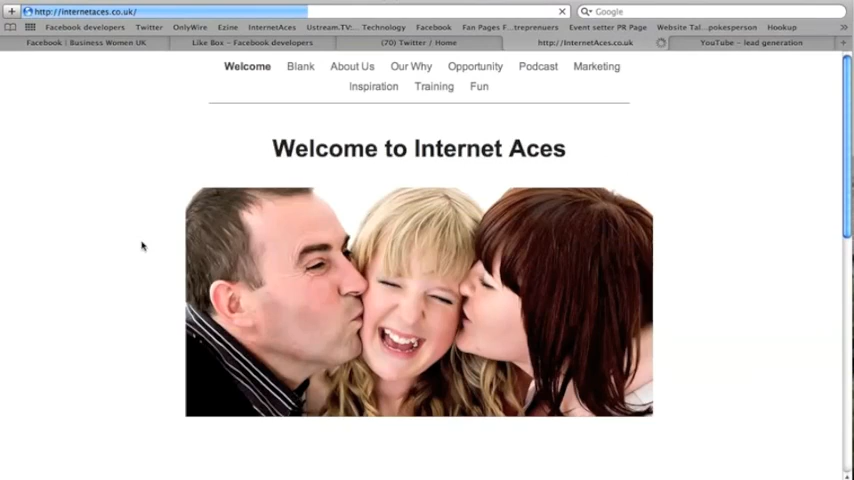 http://internetaces.co.uk/
Google
Facebook developers Twitter OnlyWire Ezine InternetAces Ustream.TV:... Technology Facebook Fan Pages F...treprenuers Event setter PR Page Website Tal...pokesperson Hookup
Facebook | Business Women UK Like Box – Facebook developers (70) Twitter / Home http://InternetAces.co.uk YouTube – lead generation
Welcome Blank About Us Our Why Opportunity Podcast Marketing
Inspiration Training Fun
Welcome to Internet Aces